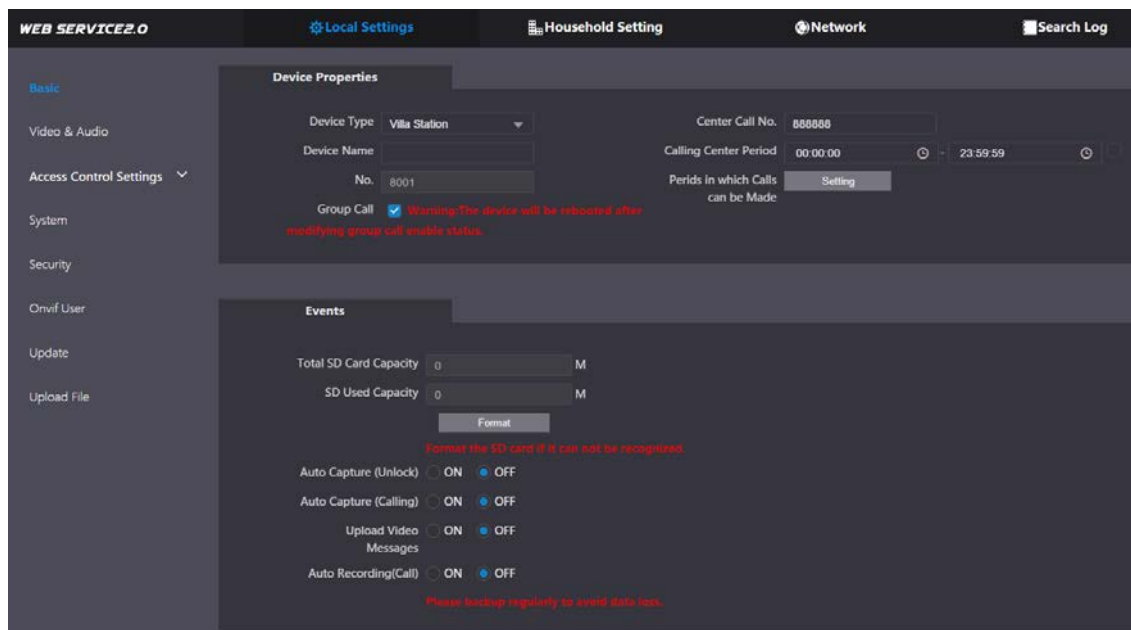 WEB SERVICE2.0
Local Settings
Household Setting
Network
Search Log
Basic
Video & Audio
Access Control Settings
System
Security
Onvif User
Update
Upload File
Device Properties
Device Type Villa Station
Device Name
No. 8001
Group Call Warning:The device will be rebooted after
modifying group call enable status.
Center Call No. 888888
Calling Center Period 00:00:00 - 23:59:59
Perids in which Calls Setting
can be Made
Events
Total SD Card Capacity 0 M
SD Used Capacity 0 M
Format
Format the SD card if it can not be recognized.
Auto Capture (Unlock) ON OFF
Auto Capture (Calling) ON OFF
Upload Video ON OFF
Messages
Auto Recording(Call) ON OFF
Please backup regularly to avoid data loss.